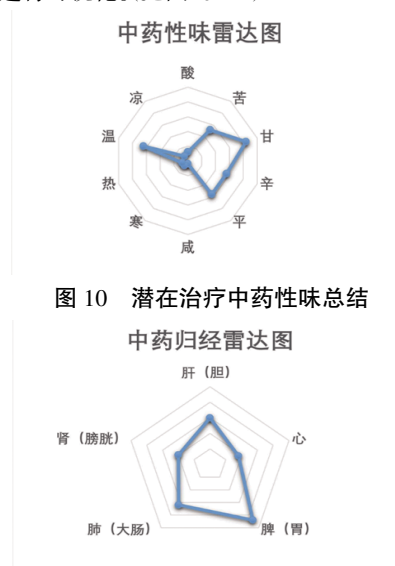 中药性味雷达图
酸
凉
苦
温
甘
热
辛
寒
平
咸
图 10 潜在治疗中药性味总结
中药归经雷达图
肝（胆）
肾（膀胱）
心
肺（大肠）
脾（胃）